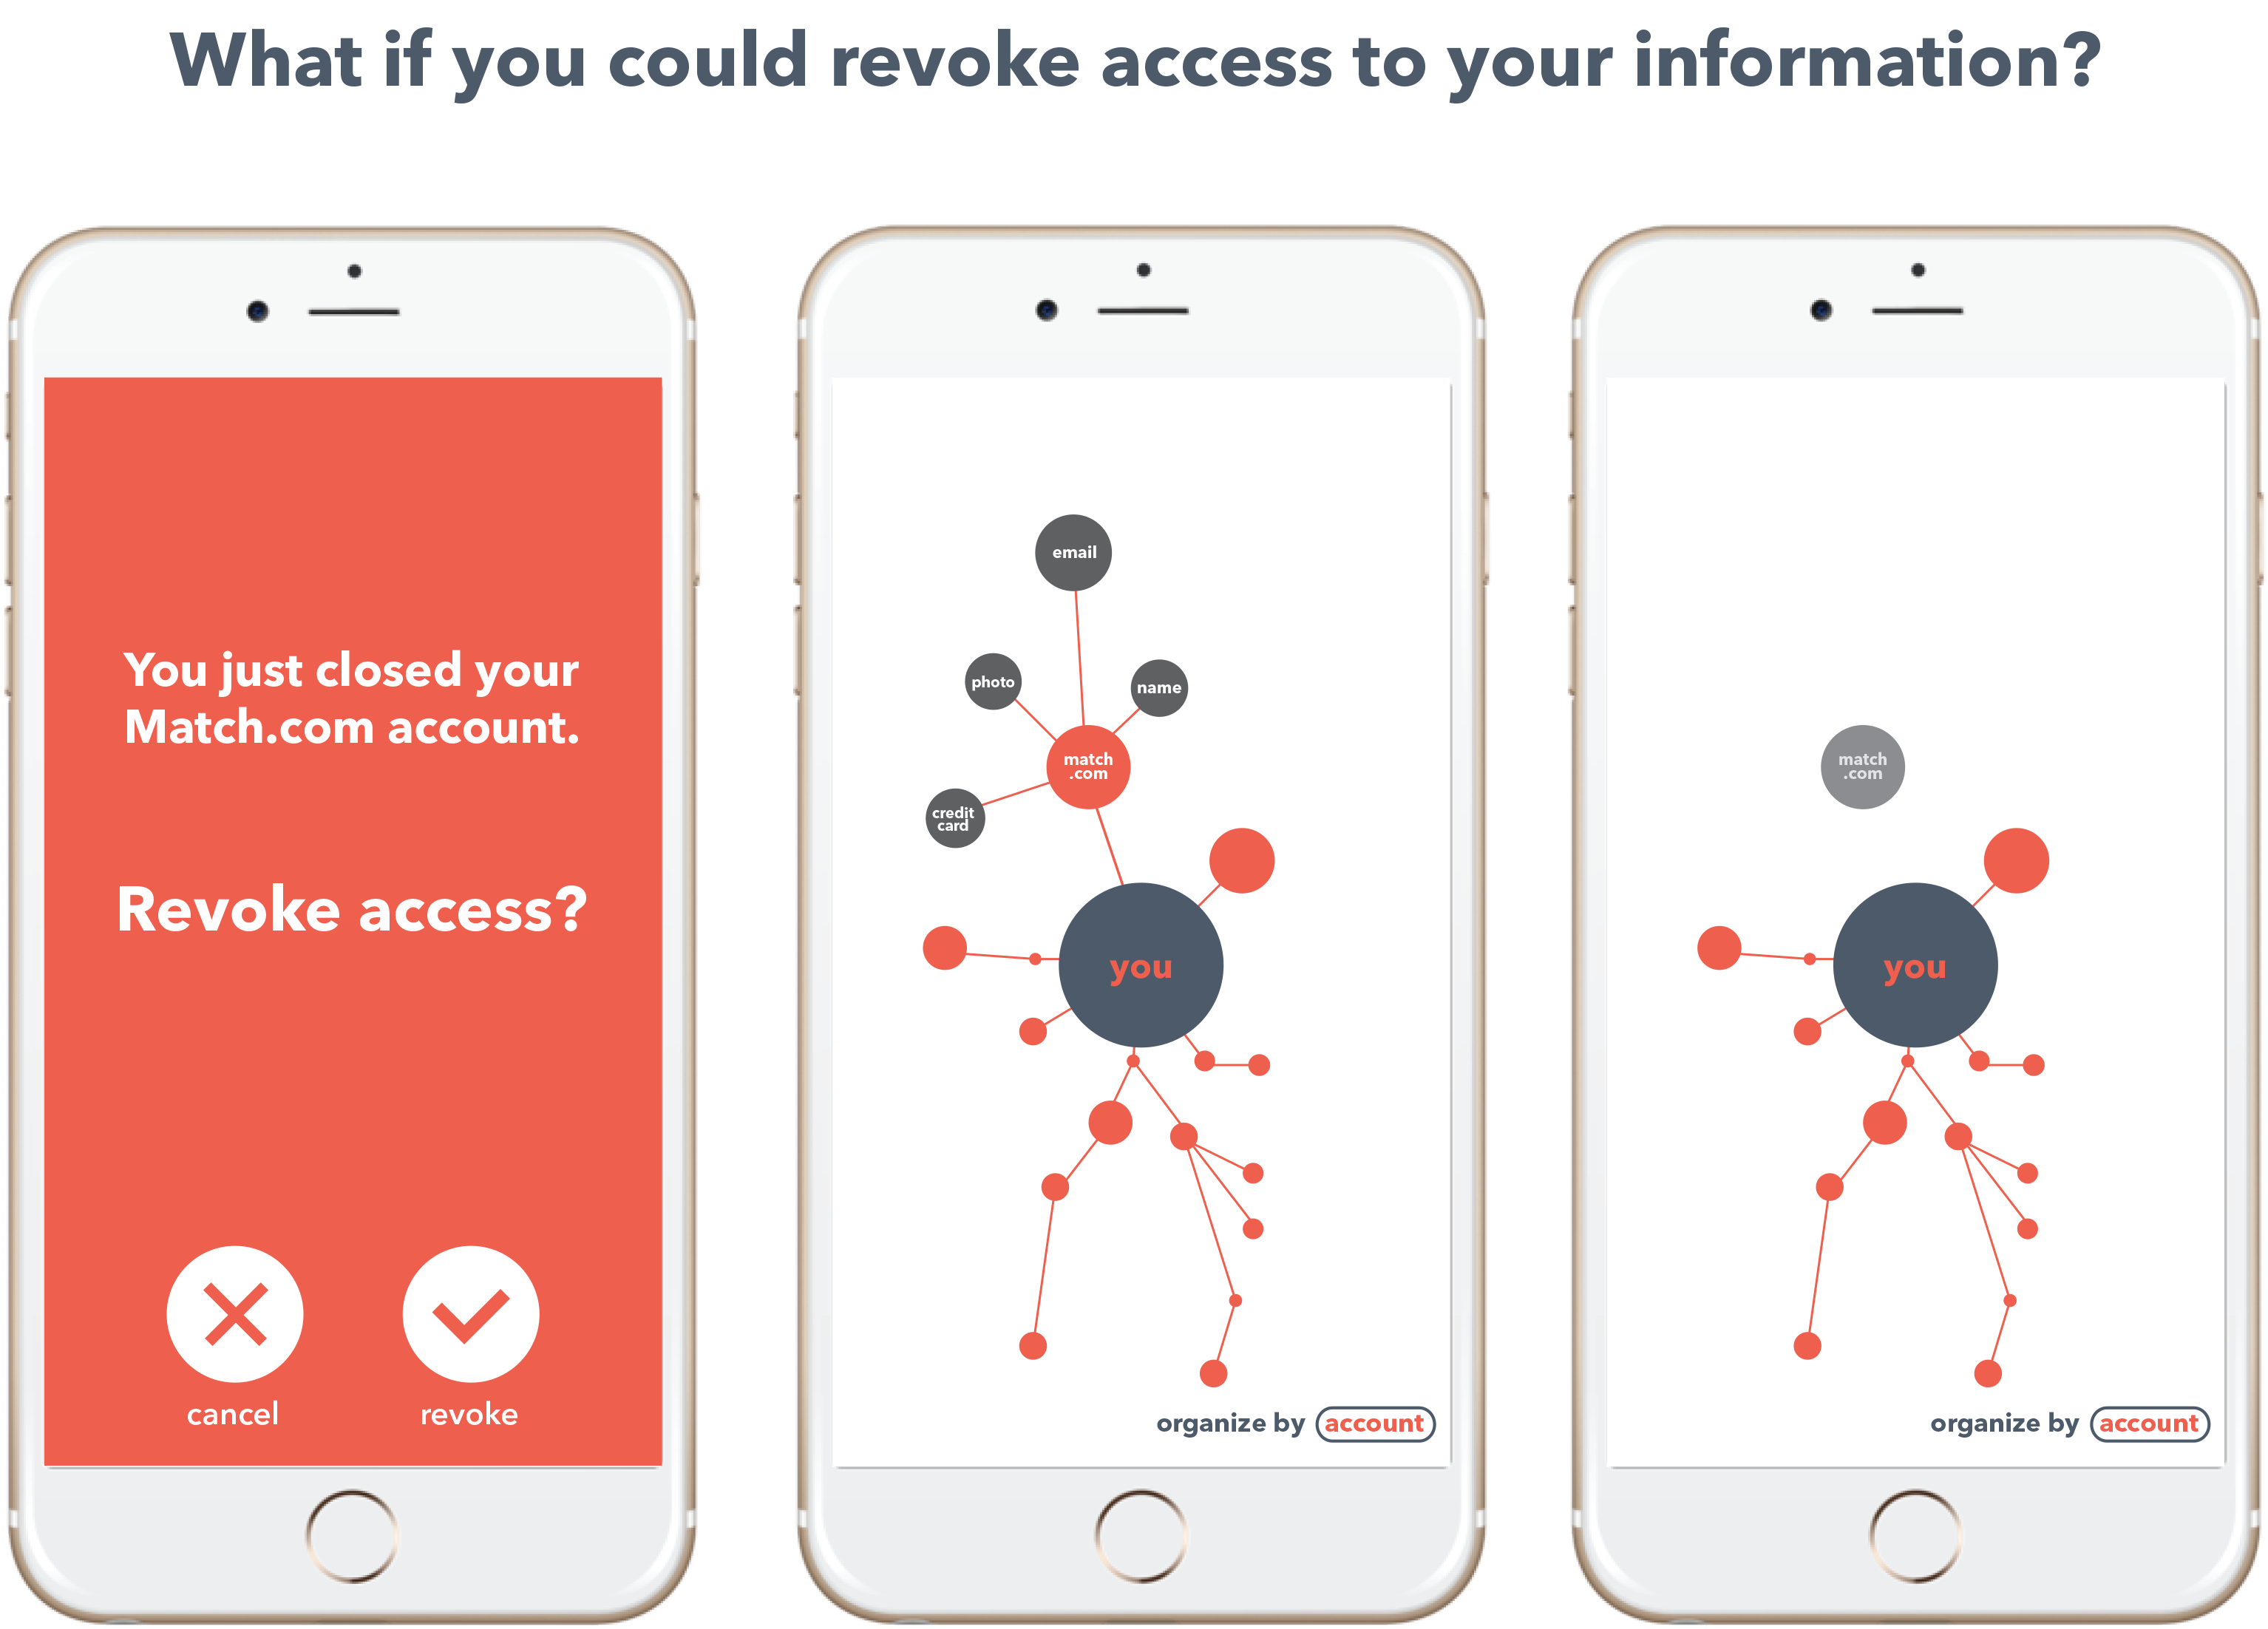 What if you could revoke access to your information?
You just closed your
Match.com account.
Revoke access?
cancel
revoke
email
photo
name
match
.com
credit
card
you
organize by account
match
.com
you
organize by account